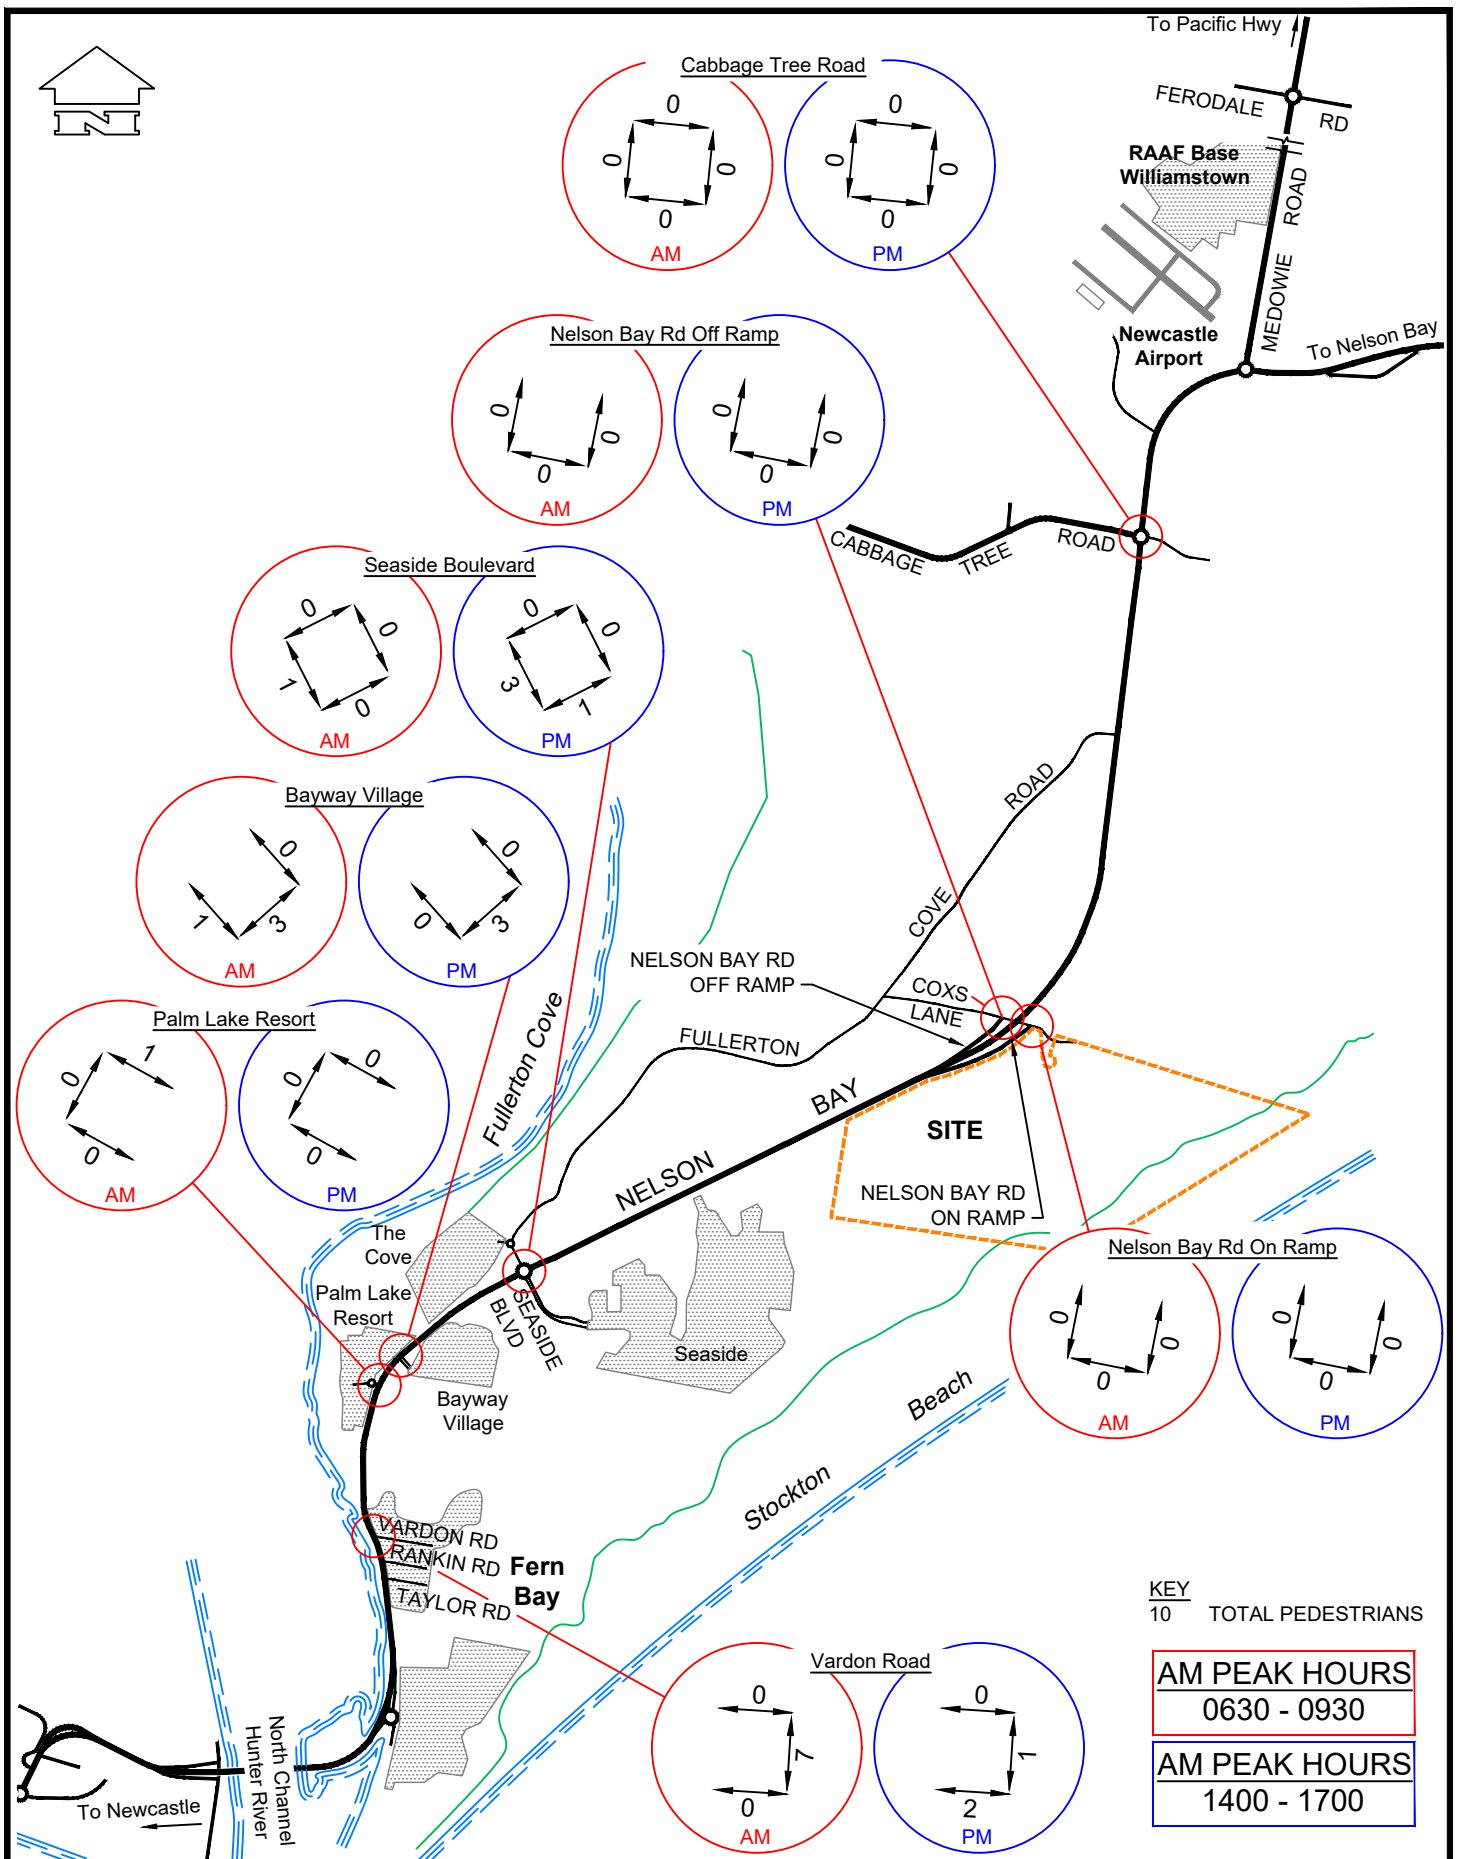 To Pacific Hwy
N
Cabbage Tree Road
0
0
0
0
AM
0
0
0
0
PM
FERODALE RD
RAAF Base
Williamstown
MEDOWIE ROAD
Newcastle
Airport
To Nelson Bay
Nelson Bay Rd Off Ramp
0
0
0
AM
0
0
0
PM
CABBAGE TREE ROAD
Seaside Boulevard
0
0
1
0
AM
0
0
3
1
PM
Bayway Village
0
1
3
AM
0
0
3
PM
FULLERTON COVE ROAD
NELSON BAY RD
OFF RAMP
COXS
LANE
Fullerton Cove
Palm Lake Resort
0
1
0
AM
0
0
0
PM
NELSON BAY
SITE
NELSON BAY RD
ON RAMP
The
Cove
Palm Lake
Resort
SEASIDE
BLVD
Seaside
Bayway
Village
Nelson Bay Rd On Ramp
0
0
0
AM
0
0
0
PM
Stockton Beach
VARDON RD
RANKIN RD
TAYLOR RD
Fern
Bay
KEY
10 TOTAL PEDESTRIANS
Vardon Road
0
7
0
AM
0
1
2
PM
AM PEAK HOURS
0630 - 0930
AM PEAK HOURS
1400 - 1700
North Channel
Hunter River
To Newcastle